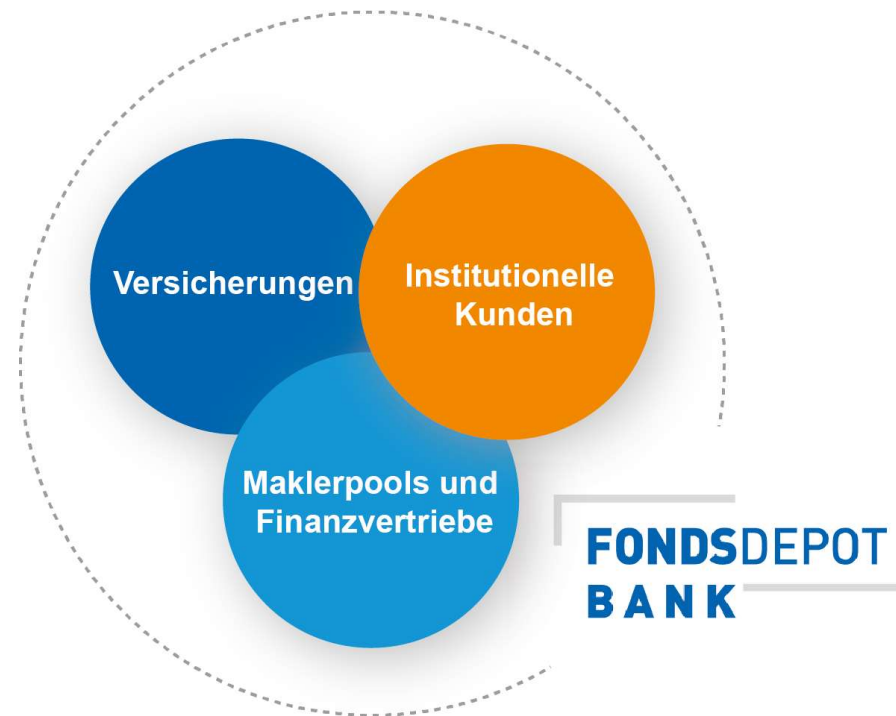 Versicherungen
Institutionelle
Kunden
Maklerpools und
Finanzvertriebe
FONDSDEPOT
BANK